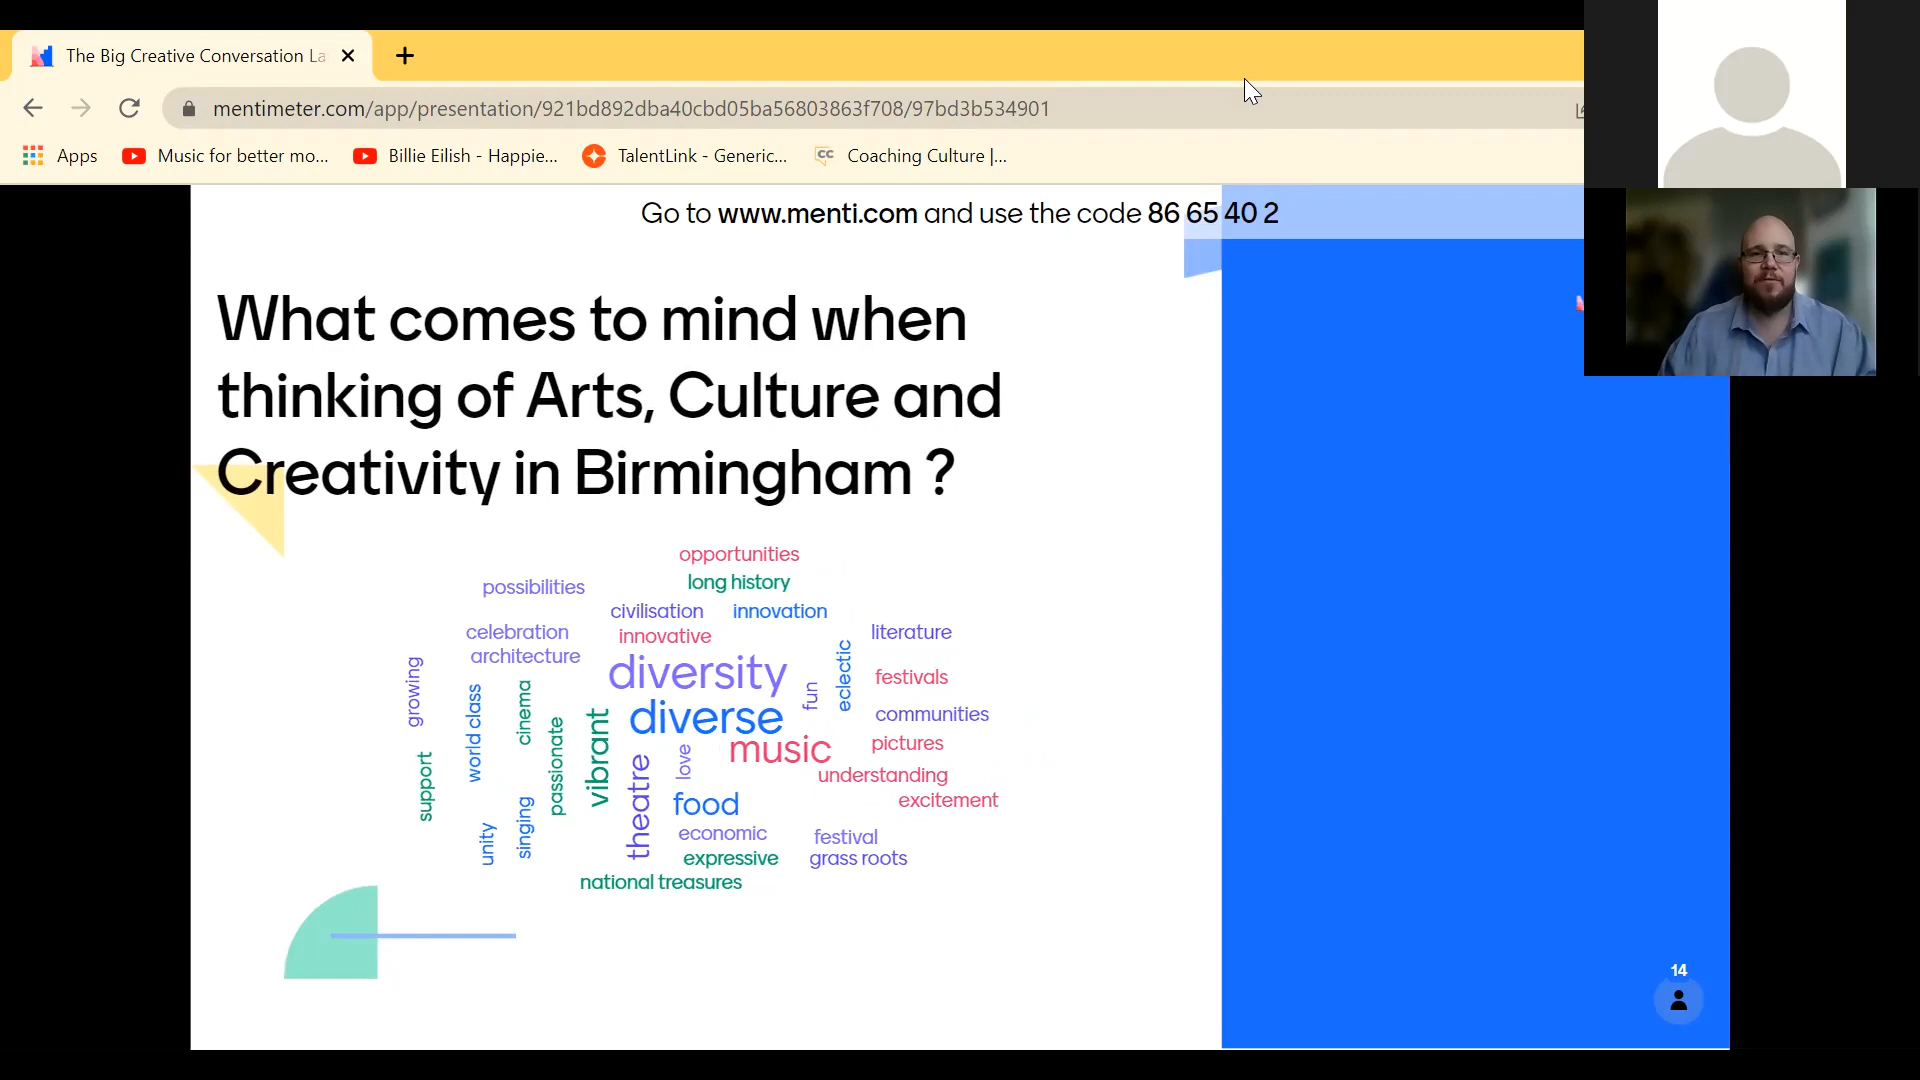 The Big Creative Conversation La
mentimeter.com/app/presentation/921bd892dba40cbd05ba56803863f708/97bd3b534901
Apps
Music for better mo...
Billie Eilish - Happie...
TalentLink - Generic...
CC
Coaching Culture |...
Go to www.menti.com and use the code 86 65 40 2
What comes to mind when
thinking of Arts, Culture and
Creativity in Birmingham ?
opportunities
long history
possibilities
civilisation
innovation
celebration
innovative
literature
architecture
diversity
eclectic
festivals
growing
world class
cinema
fun
diverse
communities
passionate
vibrant
music
pictures
love
support
theatre
understanding
excitement
food
unity
singing
economic
festival
expressive
grass roots
national treasures
14